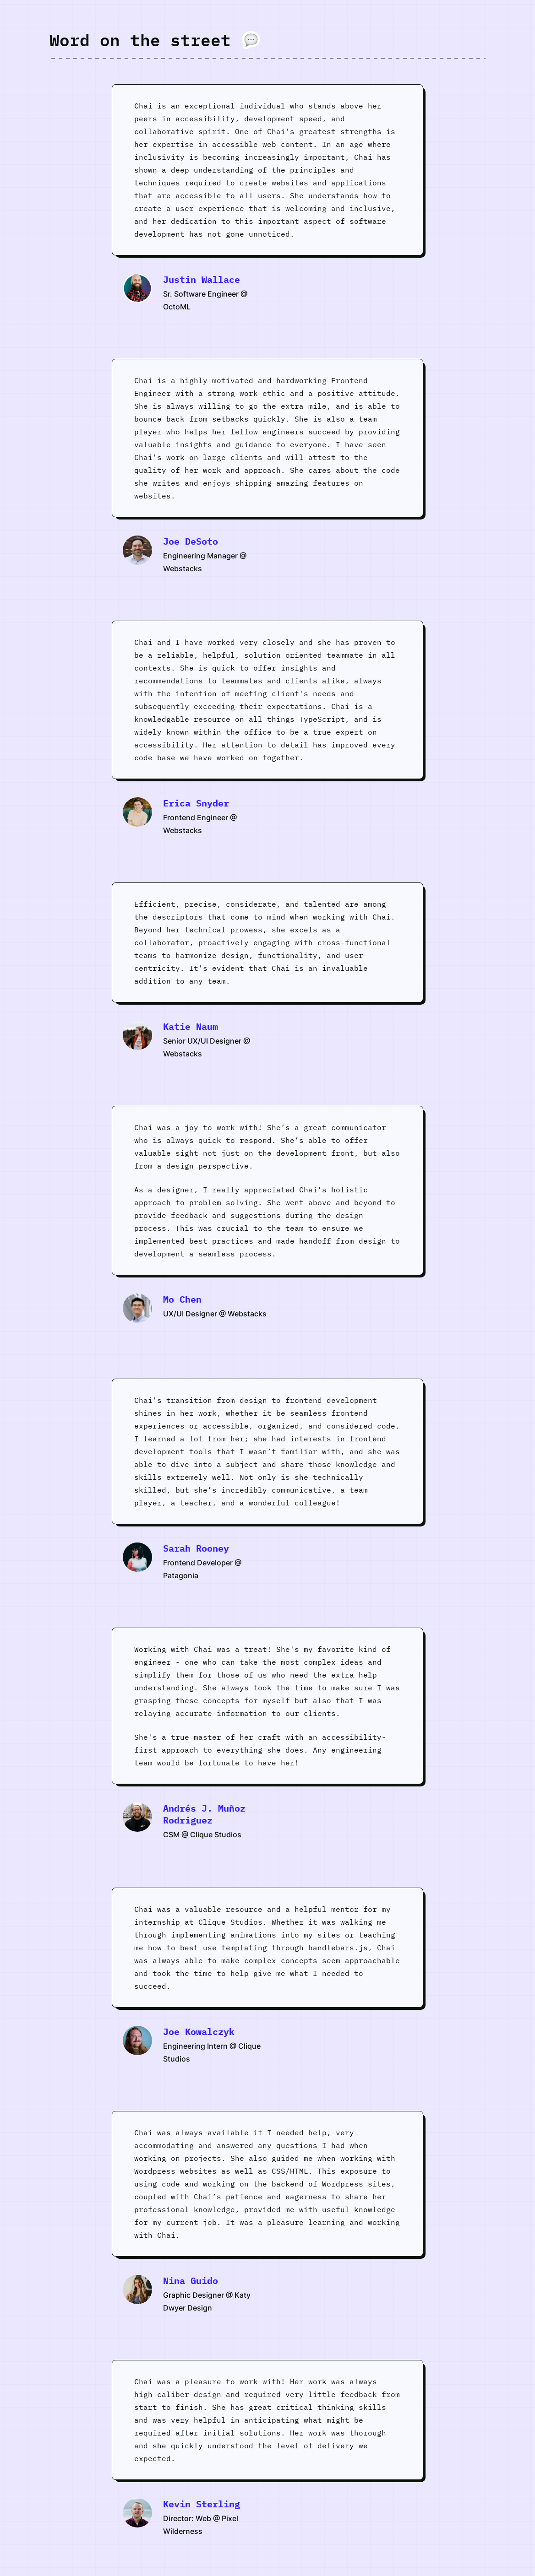 Word on the street 💬
Chai is an exceptional individual who stands above her
peers in accessibility, development speed, and
collaborative spirit. One of Chai's greatest strengths is
her expertise in accessible web content. In an age where
inclusivity is becoming increasingly important, Chai has
shown a deep understanding of the principles and
techniques required to create websites and applications
that are accessible to all users. She understands how to
create a user experience that is welcoming and inclusive,
and her dedication to this important aspect of software
development has not gone unnoticed.
Justin Wallace
Sr. Software Engineer @
OctoML
Chai is a highly motivated and hardworking Frontend
Engineer with a strong work ethic and a positive attitude.
She is always willing to go the extra mile, and is able to
bounce back from setbacks quickly. She is also a team
player who helps her fellow engineers succeed by providing
valuable insights and guidance to everyone. I have seen
Chai's work on large clients and will attest to the
quality of her work and approach. She cares about the code
she writes and enjoys shipping amazing features on
websites.
Joe DeSoto
Engineering Manager @
Webstacks
Chai and I have worked very closely and she has proven to
be a reliable, helpful, solution oriented teammate in all
contexts. She is quick to offer insights and
recommendations to teammates and clients alike, always
with the intention of meeting client's needs and
subsequently exceeding their expectations. Chai is a
knowledgable resource on all things TypeScript, and is
widely known within the office to be a true expert on
accessibility. Her attention to detail has improved every
code base we have worked on together.
Erica Snyder
Frontend Engineer @
Webstacks
Efficient, precise, considerate, and talented are among
the descriptors that come to mind when working with Chai.
Beyond her technical prowess, she excels as a
collaborator, proactively engaging with cross-functional
teams to harmonize design, functionality, and user-
centricity. It's evident that Chai is an invaluable
addition to any team.
Katie Naum
Senior UX/UI Designer @
Webstacks
Chai was a joy to work with! She’s a great communicator
who is always quick to respond. She’s able to offer
valuable sight not just on the development front, but also
from a design perspective.
As a designer, I really appreciated Chai’s holistic
approach to problem solving. She went above and beyond to
provide feedback and suggestions during the design
process. This was crucial to the team to ensure we
implemented best practices and made handoff from design to
development a seamless process.
Mo Chen
UX/UI Designer @ Webstacks
Chai's transition from design to frontend development
shines in her work, whether it be seamless frontend
experiences or accessible, organized, and considered code.
I learned a lot from her; she had interests in frontend
development tools that I wasn’t familiar with, and she was
able to dive into a subject and share those knowledge and
skills extremely well. Not only is she technically
skilled, but she’s incredibly communicative, a team
player, a teacher, and a wonderful colleague!
Sarah Rooney
Frontend Developer @
Patagonia
Working with Chai was a treat! She's my favorite kind of
engineer - one who can take the most complex ideas and
simplify them for those of us who need the extra help
understanding. She always took the time to make sure I was
grasping these concepts for myself but also that I was
relaying accurate information to our clients.
She's a true master of her craft with an accessibility-
first approach to everything she does. Any engineering
team would be fortunate to have her!
Andrés J. Muñoz
Rodriguez
CSM @ Clique Studios
Chai was a valuable resource and a helpful mentor for my
internship at Clique Studios. Whether it was walking me
through implementing animations into my sites or teaching
me how to best use templating through handlebars.js, Chai
was always able to make complex concepts seem approachable
and took the time to help give me what I needed to
succeed.
Joe Kowalczyk
Engineering Intern @ Clique
Studios
Chai was always available if I needed help, very
accommodating and answered any questions I had when
working on projects. She also guided me when working with
Wordpress websites as well as CSS/HTML. This exposure to
using code and working on the backend of Wordpress sites,
coupled with Chai’s patience and eagerness to share her
professional knowledge, provided me with useful knowledge
for my current job. It was a pleasure learning and working
with Chai.
Nina Guido
Graphic Designer @ Katy
Dwyer Design
Chai was a pleasure to work with! Her work was always
high-caliber design and required very little feedback from
start to finish. She has great critical thinking skills
and was very helpful in anticipating what might be
required after initial solutions. Her work was thorough
and she quickly understood the level of delivery we
expected.
Kevin Sterling
Director: Web @ Pixel
Wilderness